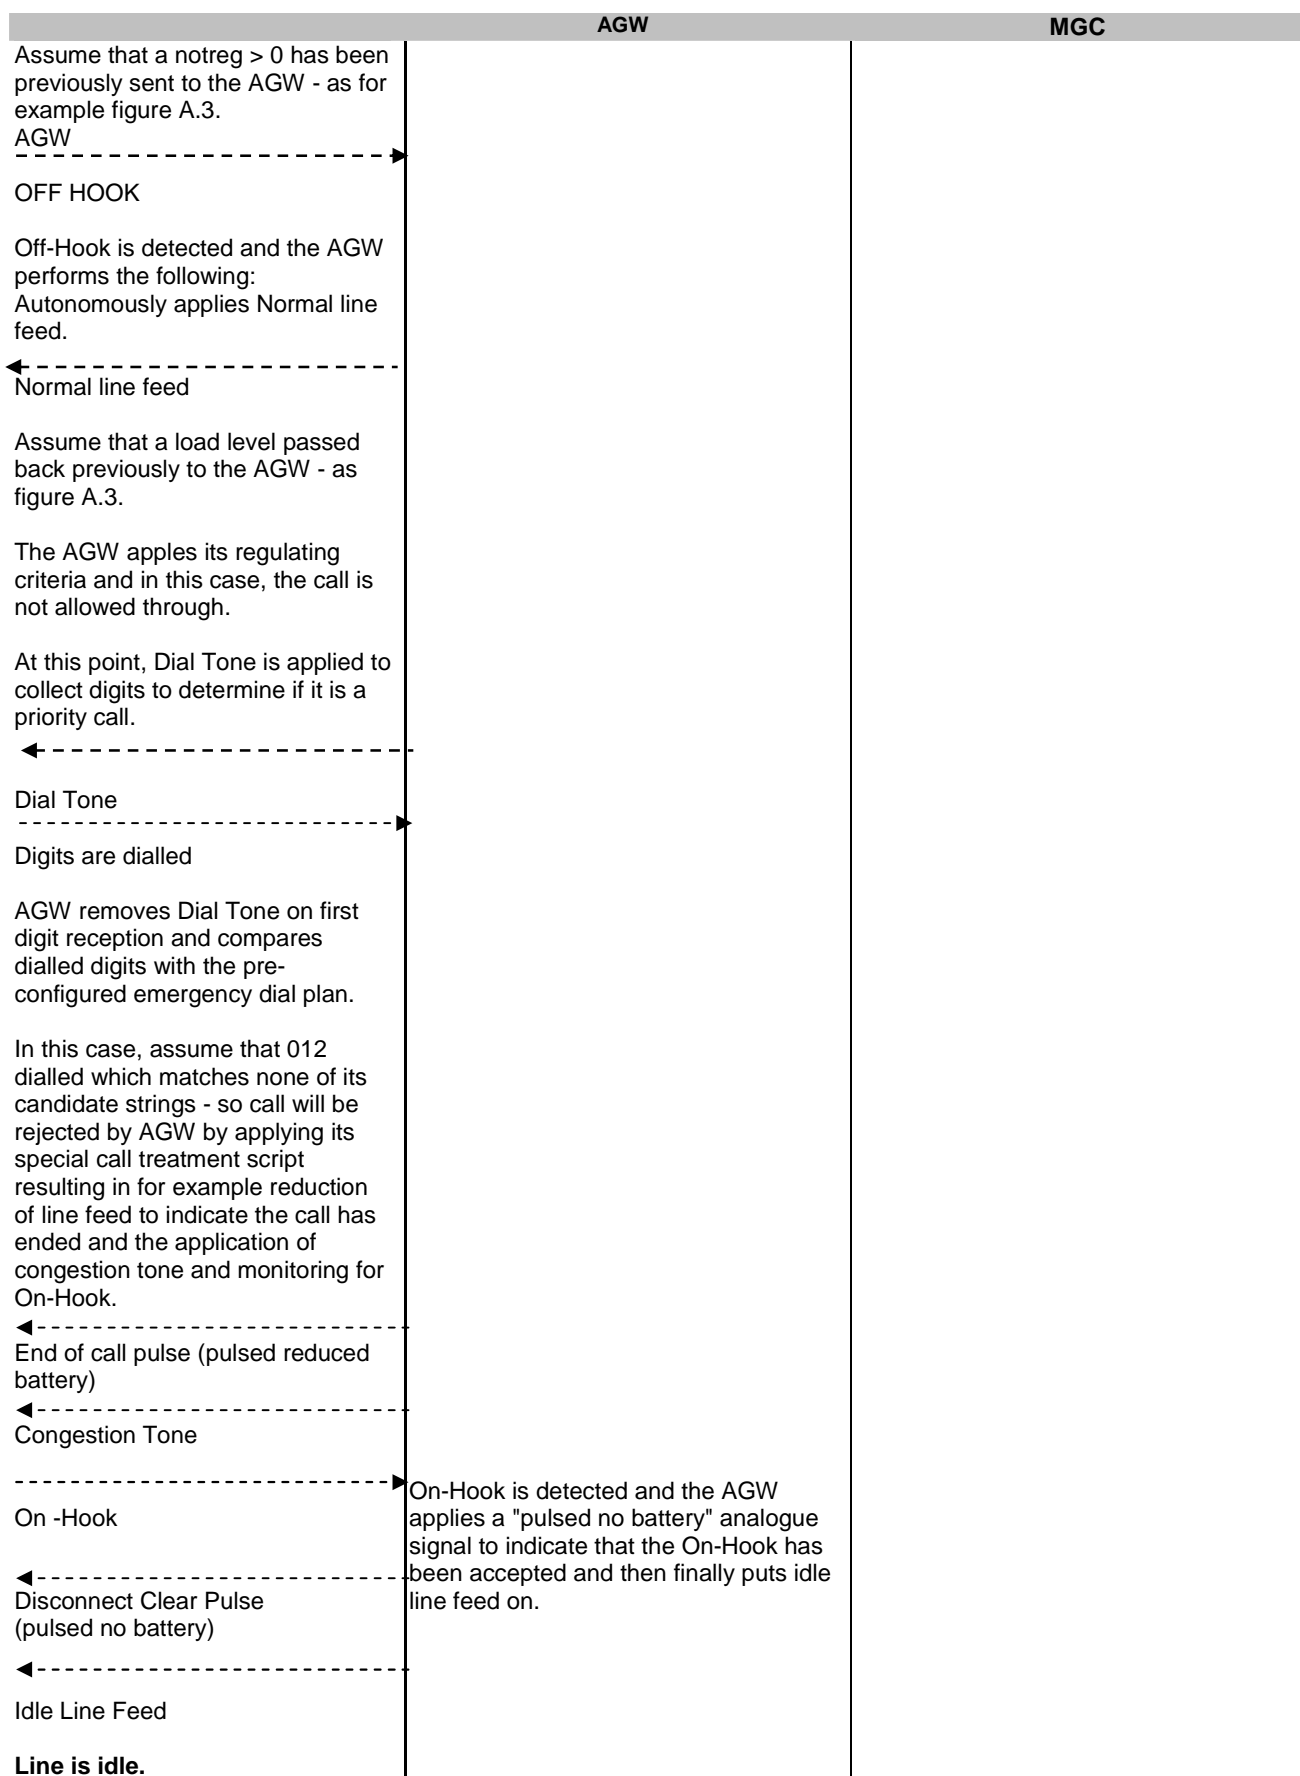 AGW MGC
Assume that a notreg > 0 has been
previously sent to the AGW - as for
example figure A.3.
AGW
OFF HOOK
Off-Hook is detected and the AGW
performs the following:
Autonomously applies Normal line
feed.
Normal line feed
Assume that a load level passed
back previously to the AGW - as
figure A.3.
The AGW apples its regulating
criteria and in this case, the call is
not allowed through.
At this point, Dial Tone is applied to
collect digits to determine if it is a
priority call.
Dial Tone
Digits are dialled
AGW removes Dial Tone on first
digit reception and compares
dialled digits with the pre-
configured emergency dial plan.
In this case, assume that 012
dialled which matches none of its
candidate strings - so call will be
rejected by AGW by applying its
special call treatment script
resulting in for example reduction
of line feed to indicate the call has
ended and the application of
congestion tone and monitoring for
On-Hook.
End of call pulse (pulsed reduced
battery)
Congestion Tone
On -Hook
Disconnect Clear Pulse
(pulsed no battery)
Idle Line Feed
Line is idle.
On-Hook is detected and the AGW
applies a "pulsed no battery" analogue
signal to indicate that the On-Hook has
been accepted and then finally puts idle
line feed on.